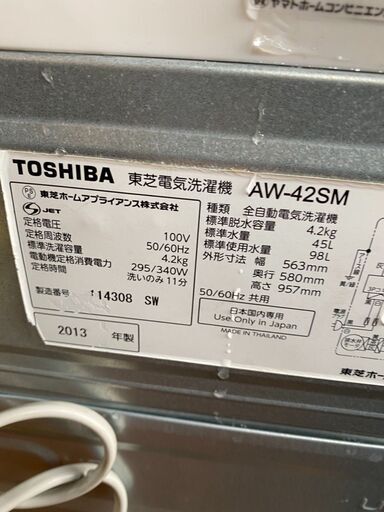 ヤマトホームコンビニエン
TOSHIBA 東芝電気洗濯機 AW-42SM
東芝ホームアプライアンス株式会社
JET
定格電圧 100V
定格周波数 50/60Hz
標準洗濯容量 4.2kg
電動機定格消費電力 295/340W
洗いのみ 11分
製造番号 114308 SW
2013 年製
種類 全自動電気洗濯機
標準脱水容量 4.2kg
標準水量 45L
標準使用水量 98L
外形寸法 幅 563mm
奥行 580mm
高さ 957mm
50/60Hz 共用
日本国内専用
Use Only in Japan
MADE IN THAILAND
東芝ホー